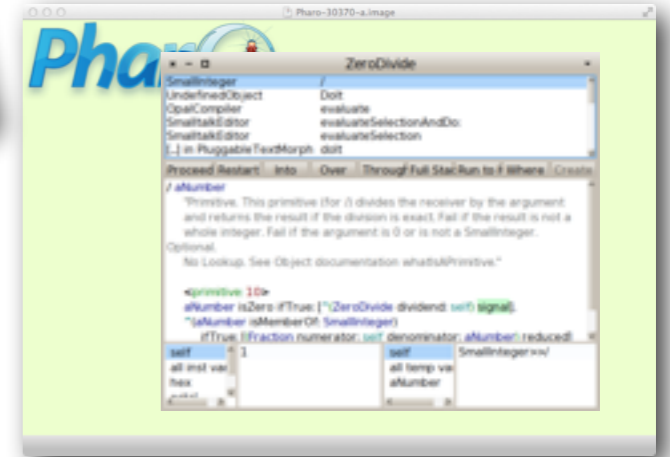 Pharo-30370-a.image
Pharo
ZeroDivide
SmallInteger /
UndefinedObject DoIt
OpalCompiler evaluate
SmalltalkEditor evaluateSelectionAndDo:
SmalltalkEditor evaluateSelection
[..] in PluggableTextMorph doit
Proceed Restart Into Over Through Full Stac Run to Where Create
/ aNumber
"Primitive. This primitive (for /) divides the receiver by the argument
and returns the result if the division is exact. Fail if the result is not a
whole integer. Fail if the argument is 0 or is not a SmallInteger.
Optional.
No Lookup. See Object documentation whatIsAPrimitive."
<primitive: 10>
aNumber isZero ifTrue: [^(ZeroDivide dividend: self) signal].
^(aNumber isMemberOf: SmallInteger)
ifTrue: [(Fraction numerator: self denominator: aNumber) reduced]
self
all inst var
hex
1
self
all temp va
aNumber
SmallInteger>>/